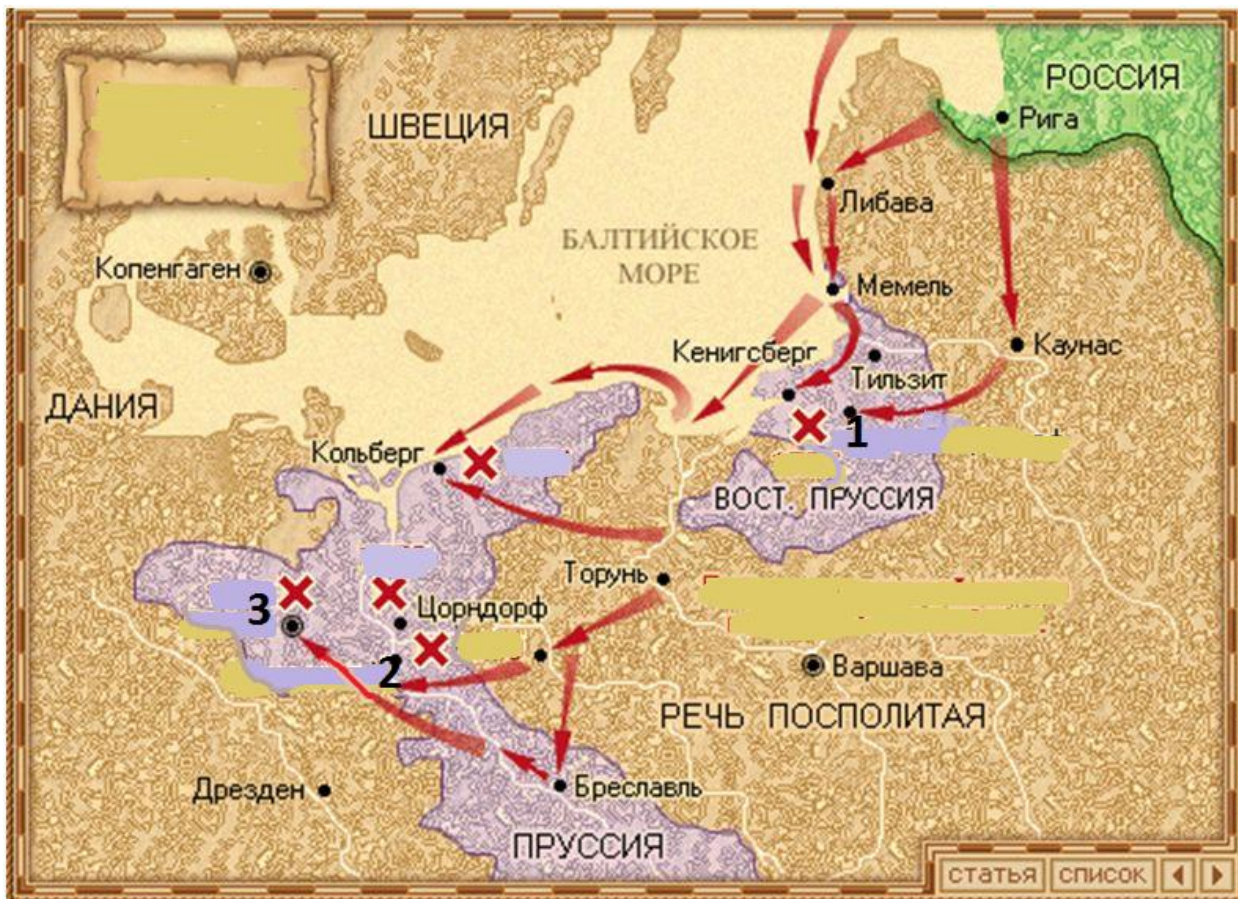 РОССИЯ
Рига
ШВЕЦИЯ
Либава
БАЛТИЙСКОЕ
МОРЕ
Копенгаген
Мемель
Кенигсберг
Каунас
Тильзит
ДАНИЯ
1
Кольберг
ВОСТ. ПРУССИЯ
Торунь
3
Цорндорф
2
Варшава
РЕЧЬ ПОСПОЛИТАЯ
Дрезден
Бреславль
ПРУССИЯ
статья
список